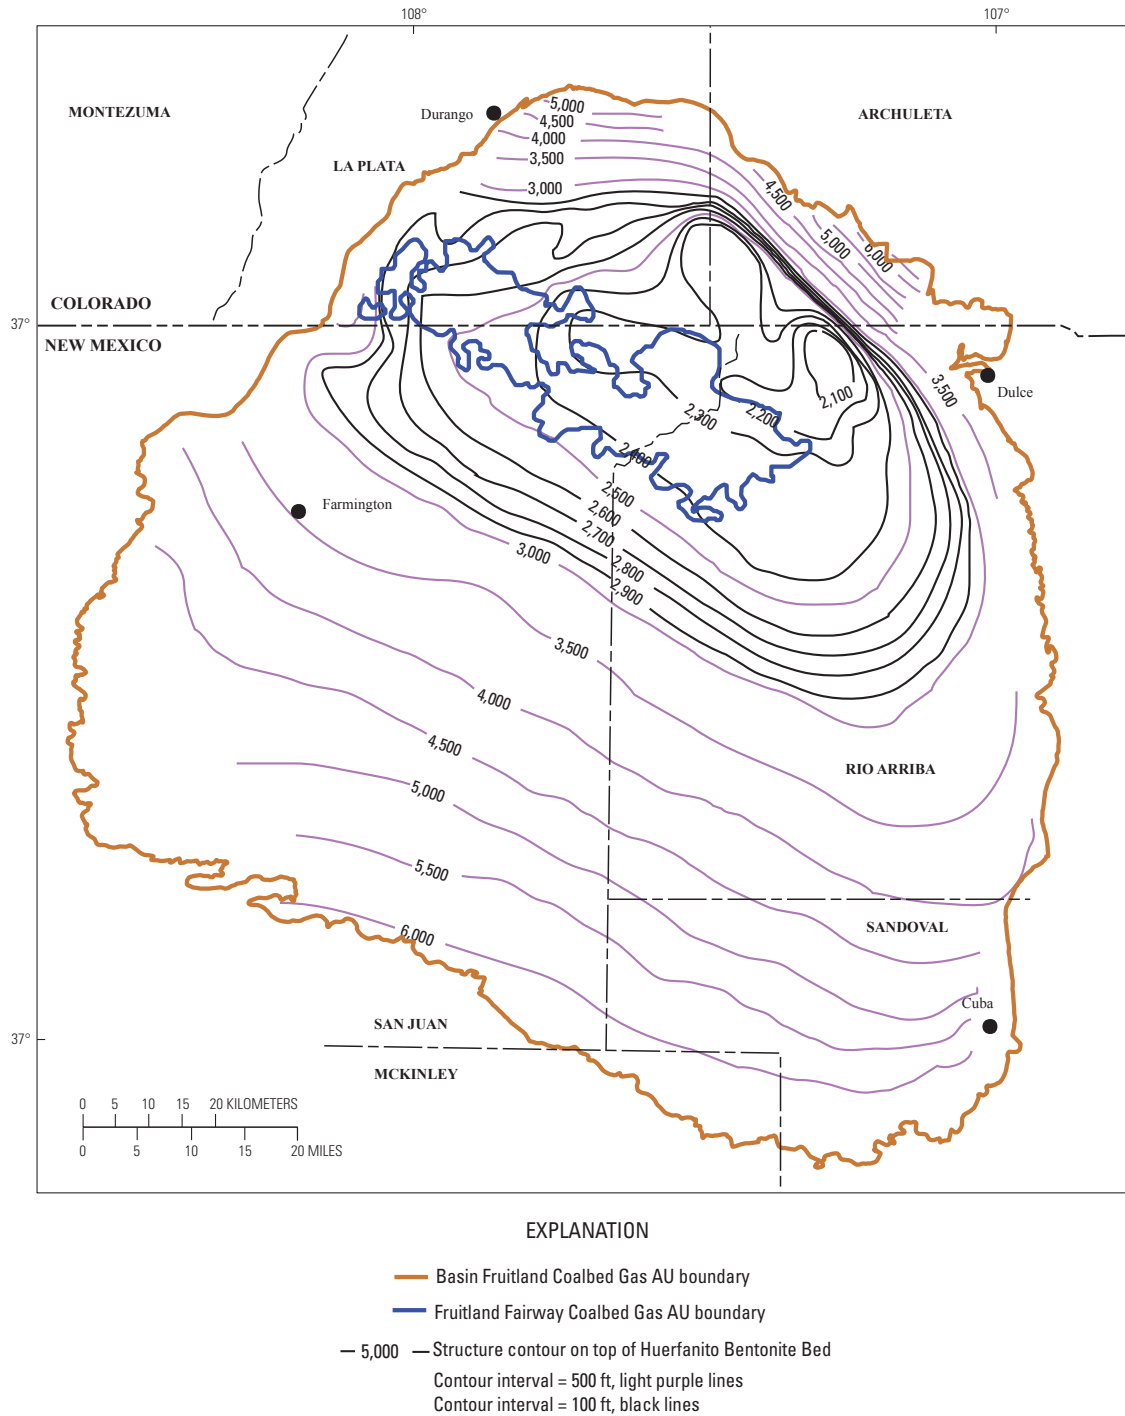 108°
107°
MONTEZUMA
Durango
5,000
4,500
4,000
3,500
3,000
ARCHULETA
LA PLATA
4,500
5,000
6,000
COLORADO
37°
NEW MEXICO
3,500
Dulce
2,100
2,200
2,300
2,400
2,500
2,600
2,700
2,800
2,900
Farmington
3,000
3,500
4,000
4,500
5,000
5,500
6,000
RIO ARRIBA
SANDOVAL
Cuba
37°
SAN JUAN
MCKINLEY
0 5 10 15 20 KILOMETERS
0 5 10 15 20 MILES
EXPLANATION
Basin Fruitland Coalbed Gas AU boundary
Fruitland Fairway Coalbed Gas AU boundary
5,000 Structure contour on top of Huerfanito Bentonite Bed
Contour interval = 500 ft, light purple lines
Contour interval = 100 ft, black lines